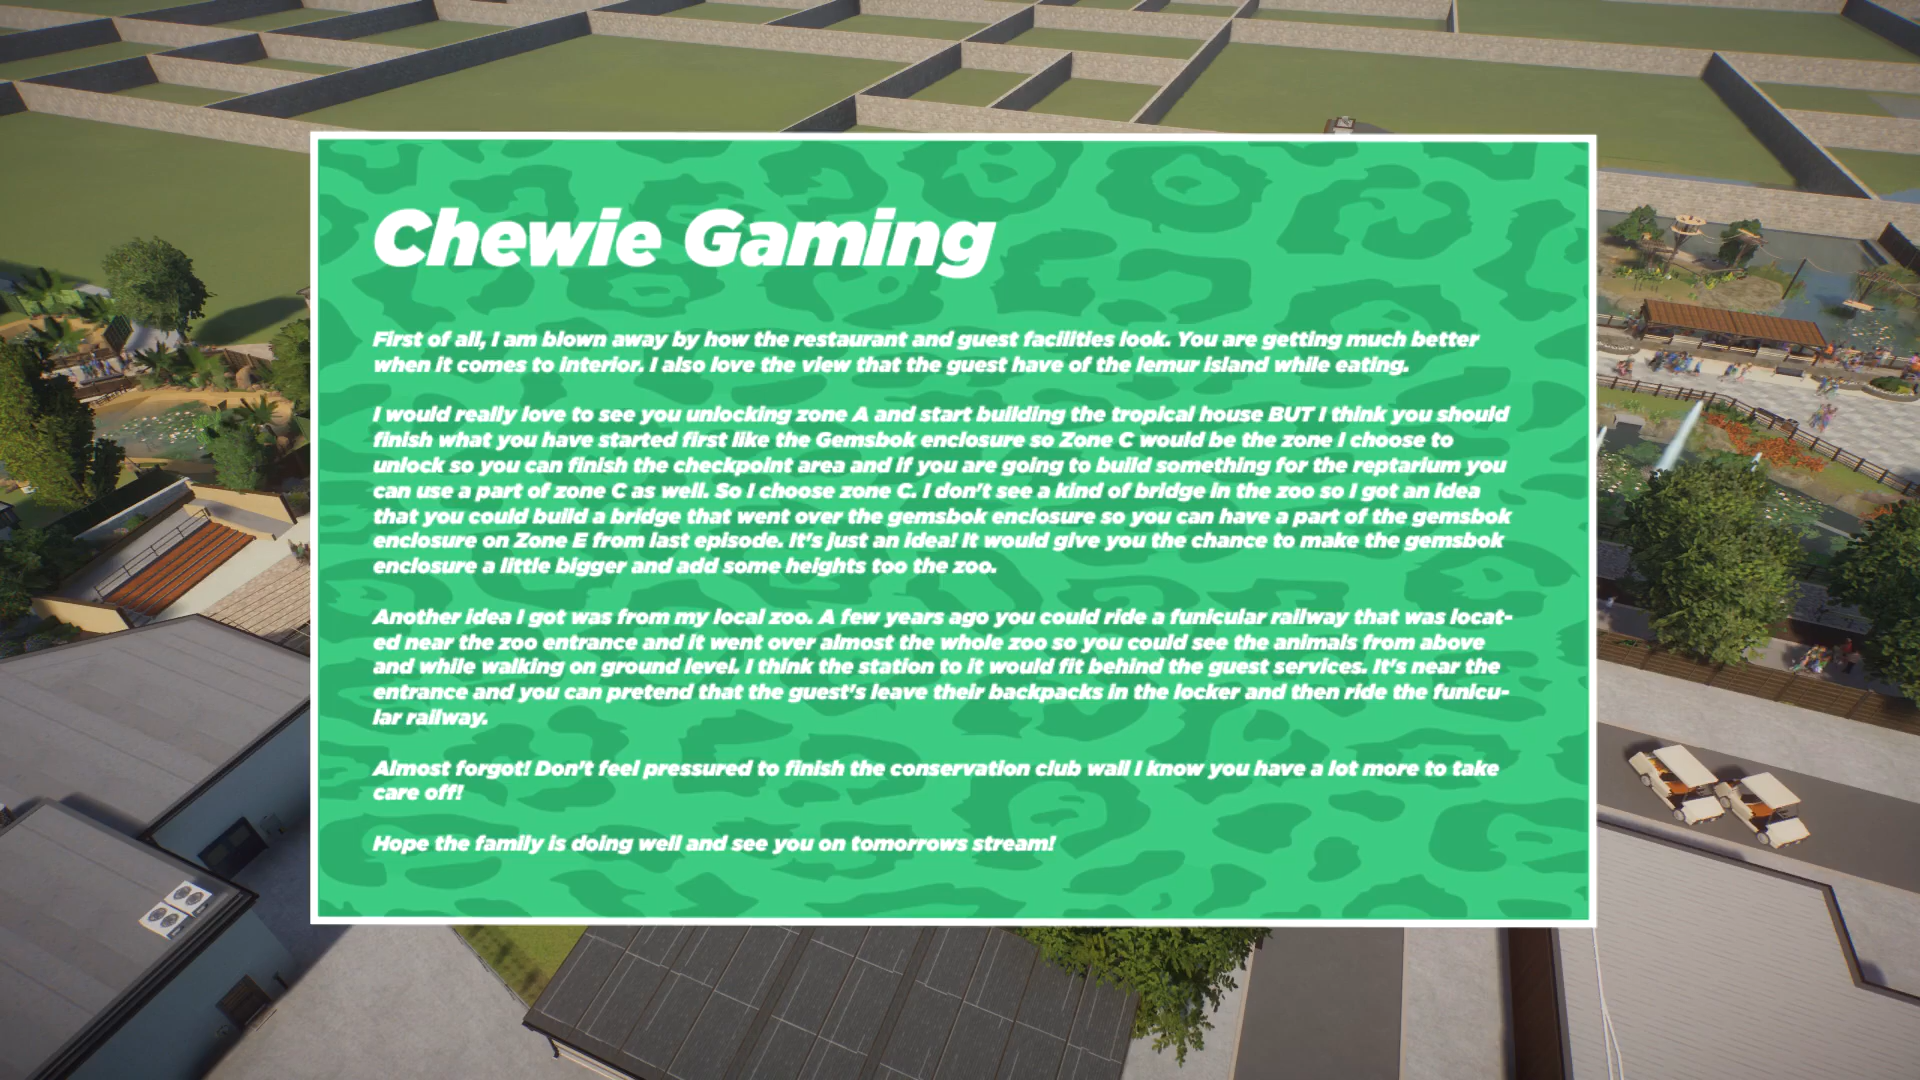 Chewie Gaming
First of all, I am blown away by how the restaurant and guest facilities look. You are getting much better
when it comes to interior. I also love the view that the guest have of the lemur island while eating.
I would really love to see you unlocking zone A and start building the tropical house BUT I think you should
finish what you have started first like the Gemsbok enclosure so Zone C would be the zone I choose to
unlock so you can finish the checkpoint area and if you are going to build something for the reptarium you
can use a part of zone C as well. So I choose zone C. I don't see a kind of bridge in the zoo so I got an idea
that you could build a bridge that went over the gemsbok enclosure so you can have a part of the gemsbok
enclosure on Zone E from last episode. It's just an idea! It would give you the chance to make the gemsbok
enclosure a little bigger and add some heights too the zoo.
Another idea I got was from my local zoo. A few years ago you could ride a funicular railway that was locat-
ed near the zoo entrance and it went over almost the whole zoo so you could see the animals from above
and while walking on ground level. I think the station to it would fit behind the guest services. It's near the
entrance and you can pretend that the guest's leave their backpacks in the locker and then ride the funicu-
lar railway.
Almost forgot! Don't feel pressured to finish the conservation club wall I know you have a lot more to take
care off!
Hope the family is doing well and see you on tomorrows stream!